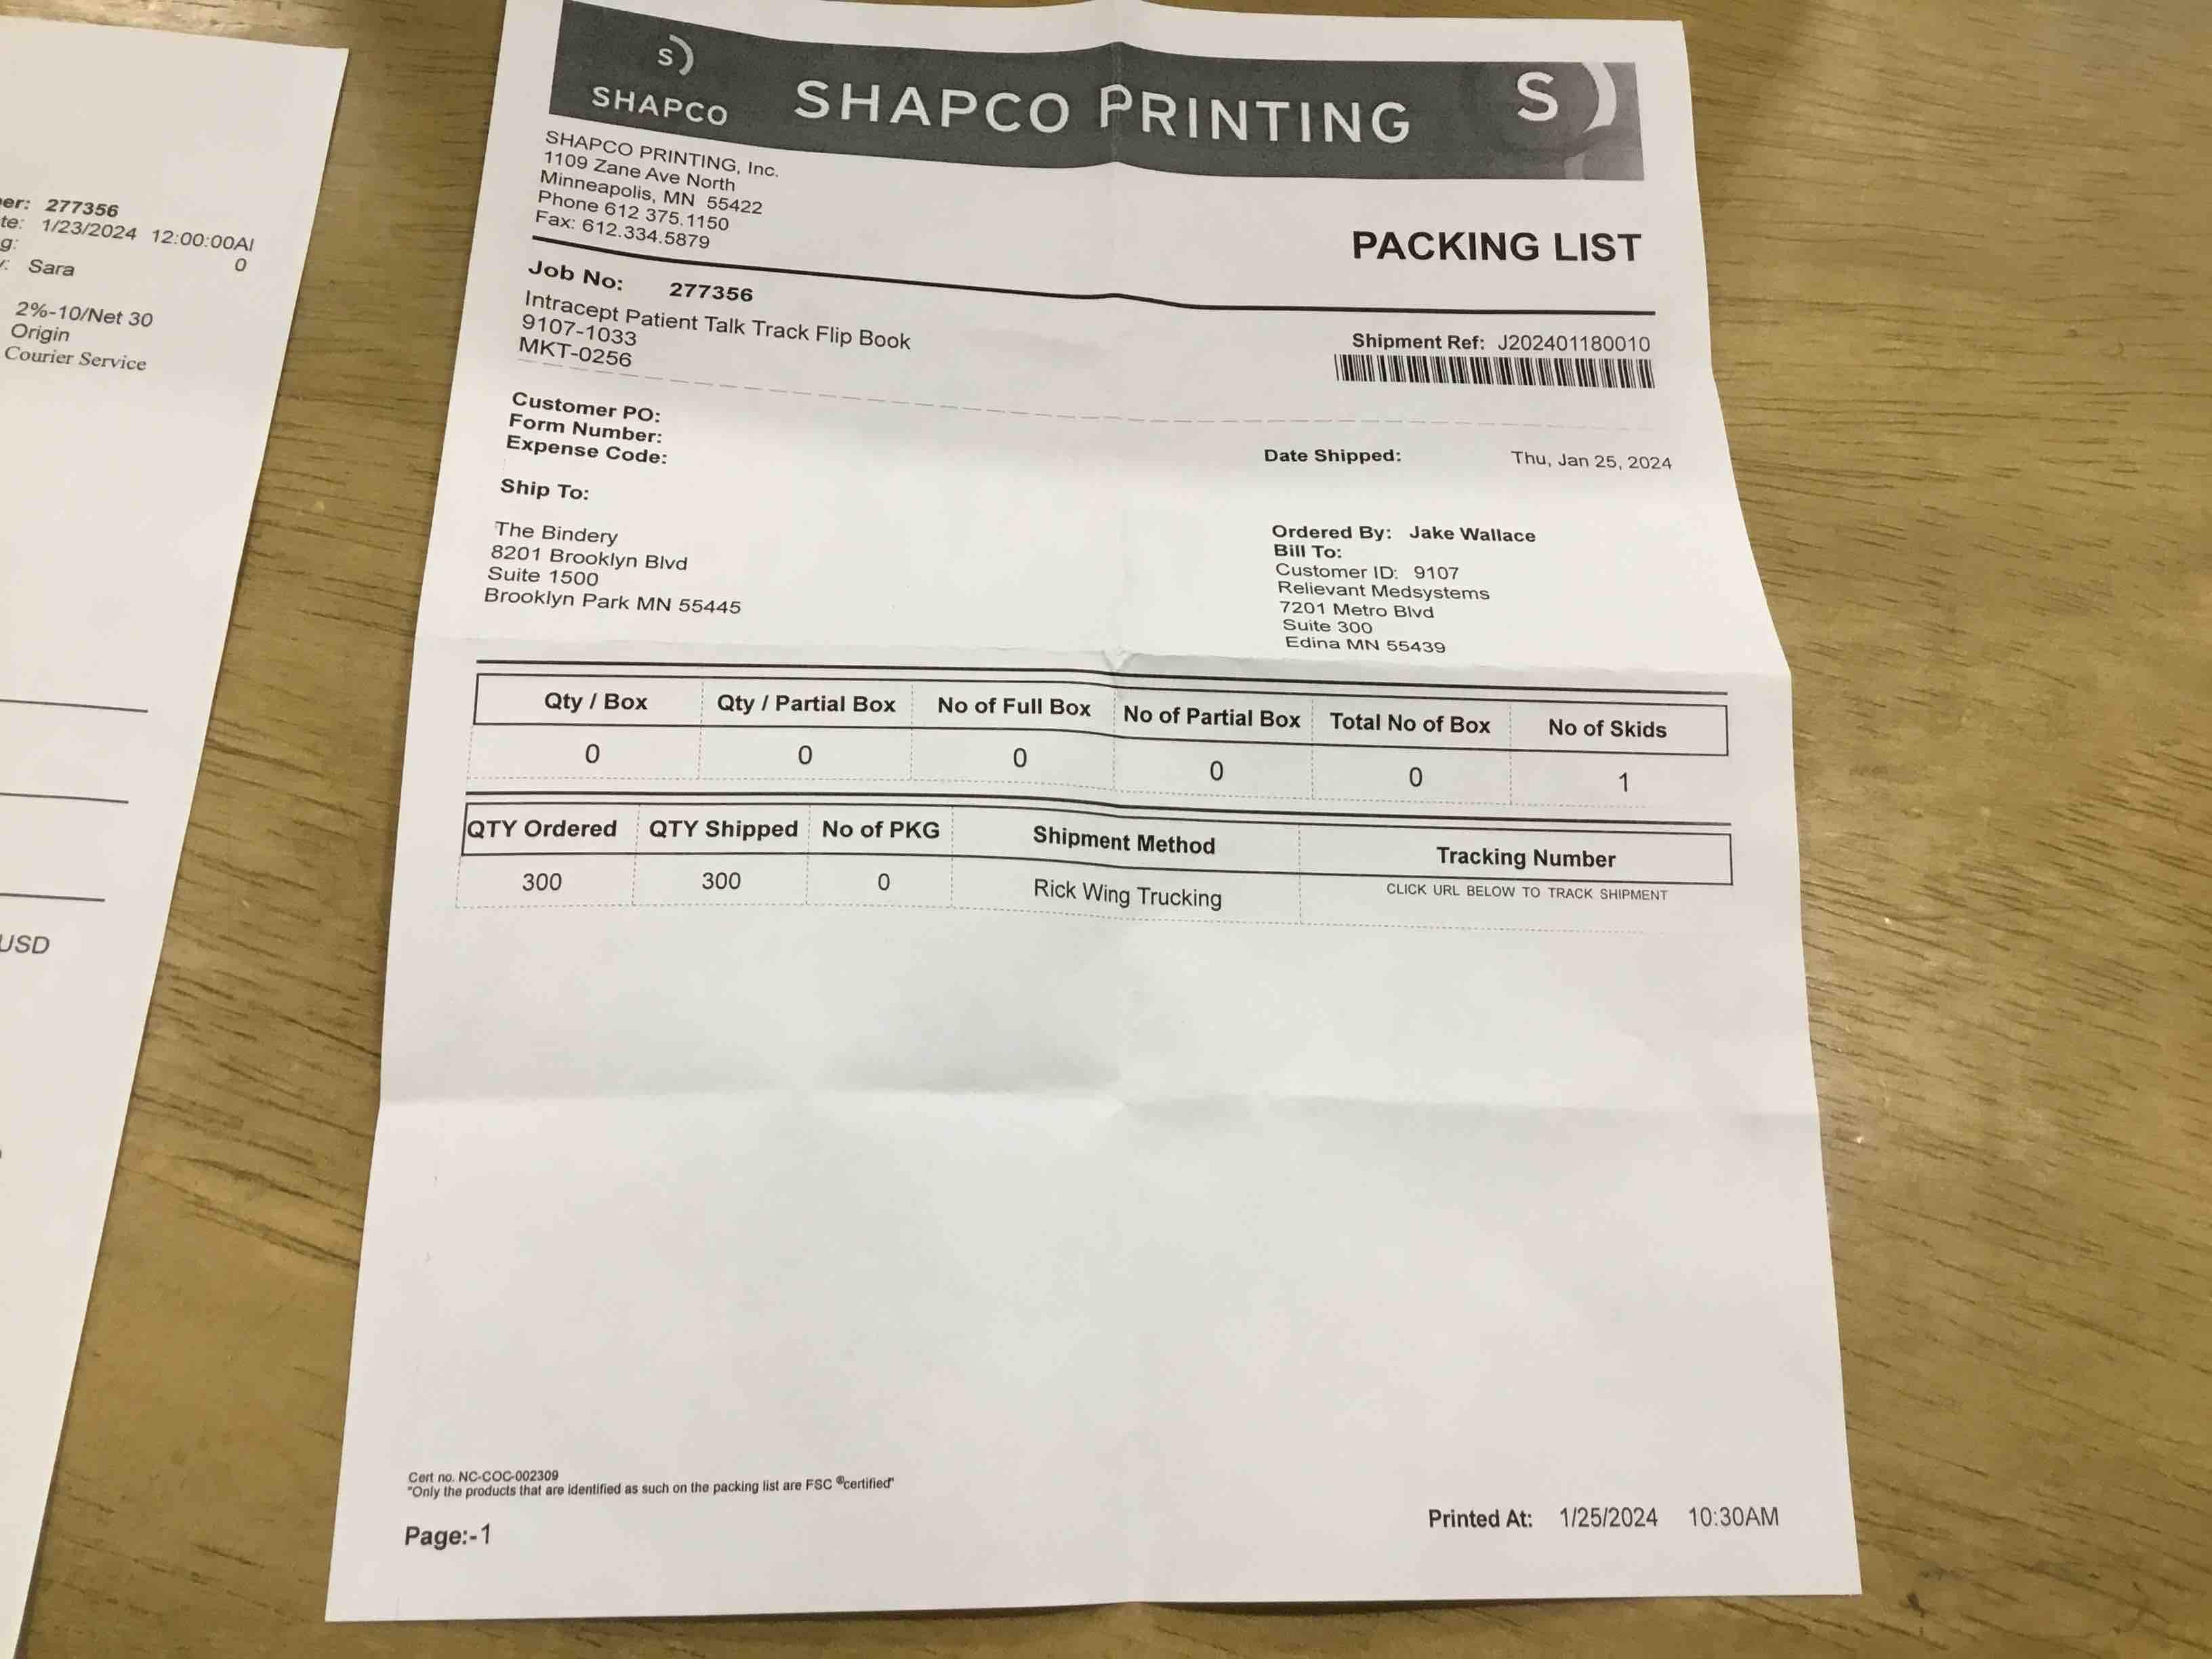 277356
1/23/2024 12:00:00
0
Sara
2%-10/Net 30
Origin
Courier Service
USD
S)
SHAPCO
SHAPCO PRINTING
S)
SHAPCO PRINTING, Inc.
1109 Zane Ave North
Minneapolis, MN 55422
Phone 612 375.1150
Fax: 612.334.5879
PACKING LIST
Job No: 277356
Intracept Patient Talk Track Flip Book
9107-1033
MKT-0256
Shipment Ref: J202401180010
Customer PO:
Form Number:
Expense Code:
Date Shipped: Thu, Jan 25, 2024
Ship To:
The Bindery
8201 Brooklyn Blvd
Suite 1500
Brooklyn Park MN 55445
Ordered By: Jake Wallace
Bill To:
Customer ID: 9107
Relievant Medsystems
7201 Metro Blvd
Suite 300
Edina MN 55439
Qty / Box Qty / Partial Box No of Full Box No of Partial Box Total No of Box No of Skids
0 0 0 0 0 1
QTY Ordered QTY Shipped No of PKG Shipment Method Tracking Number
300 300 0 Rick Wing Trucking CLICK URL BELOW TO TRACK SHIPMENT
Cert no. NC-COC-002309
"Only the products that are identified as such on the packing list are FSC ®certified"
Page:-1
Printed At: 1/25/2024 10:30AM